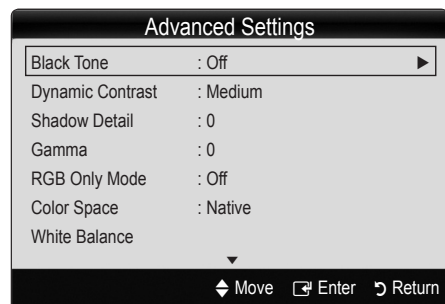 Advanced Settings
Black Tone : Off ▶
Dynamic Contrast : Medium
Shadow Detail : 0
Gamma : 0
RGB Only Mode : Off
Color Space : Native
White Balance
▼
Move Enter Return